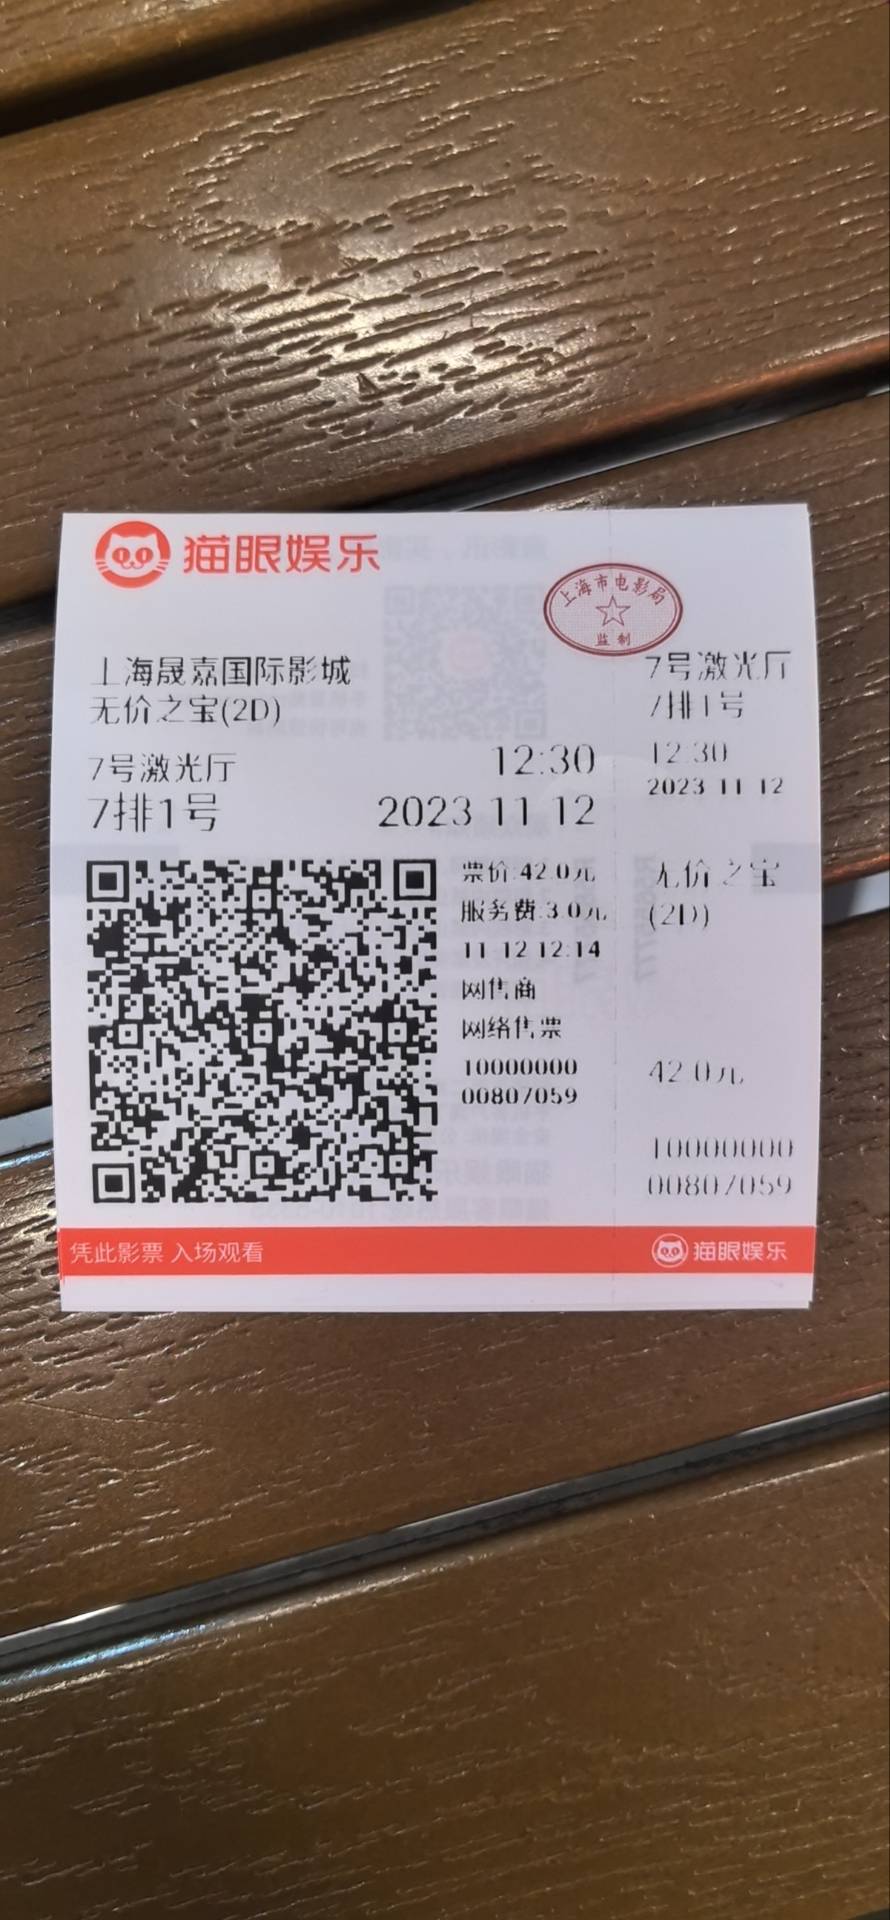 猫眼娱乐
上海市电影局
监制
上海晟嘉国际影城
无价之宝(2D)
7号激光厅
12:30
7排1号
2023 11 12
票价:42.0元
服务费:3.0元
11 12 12:14
网售商
网络售票
10000000
00807059
7号激光厅
7排1号
12:30
2023 11 12
无价之宝
(2D)
42.0元
10000000
00807059
凭此影票 入场观看
猫眼娱乐